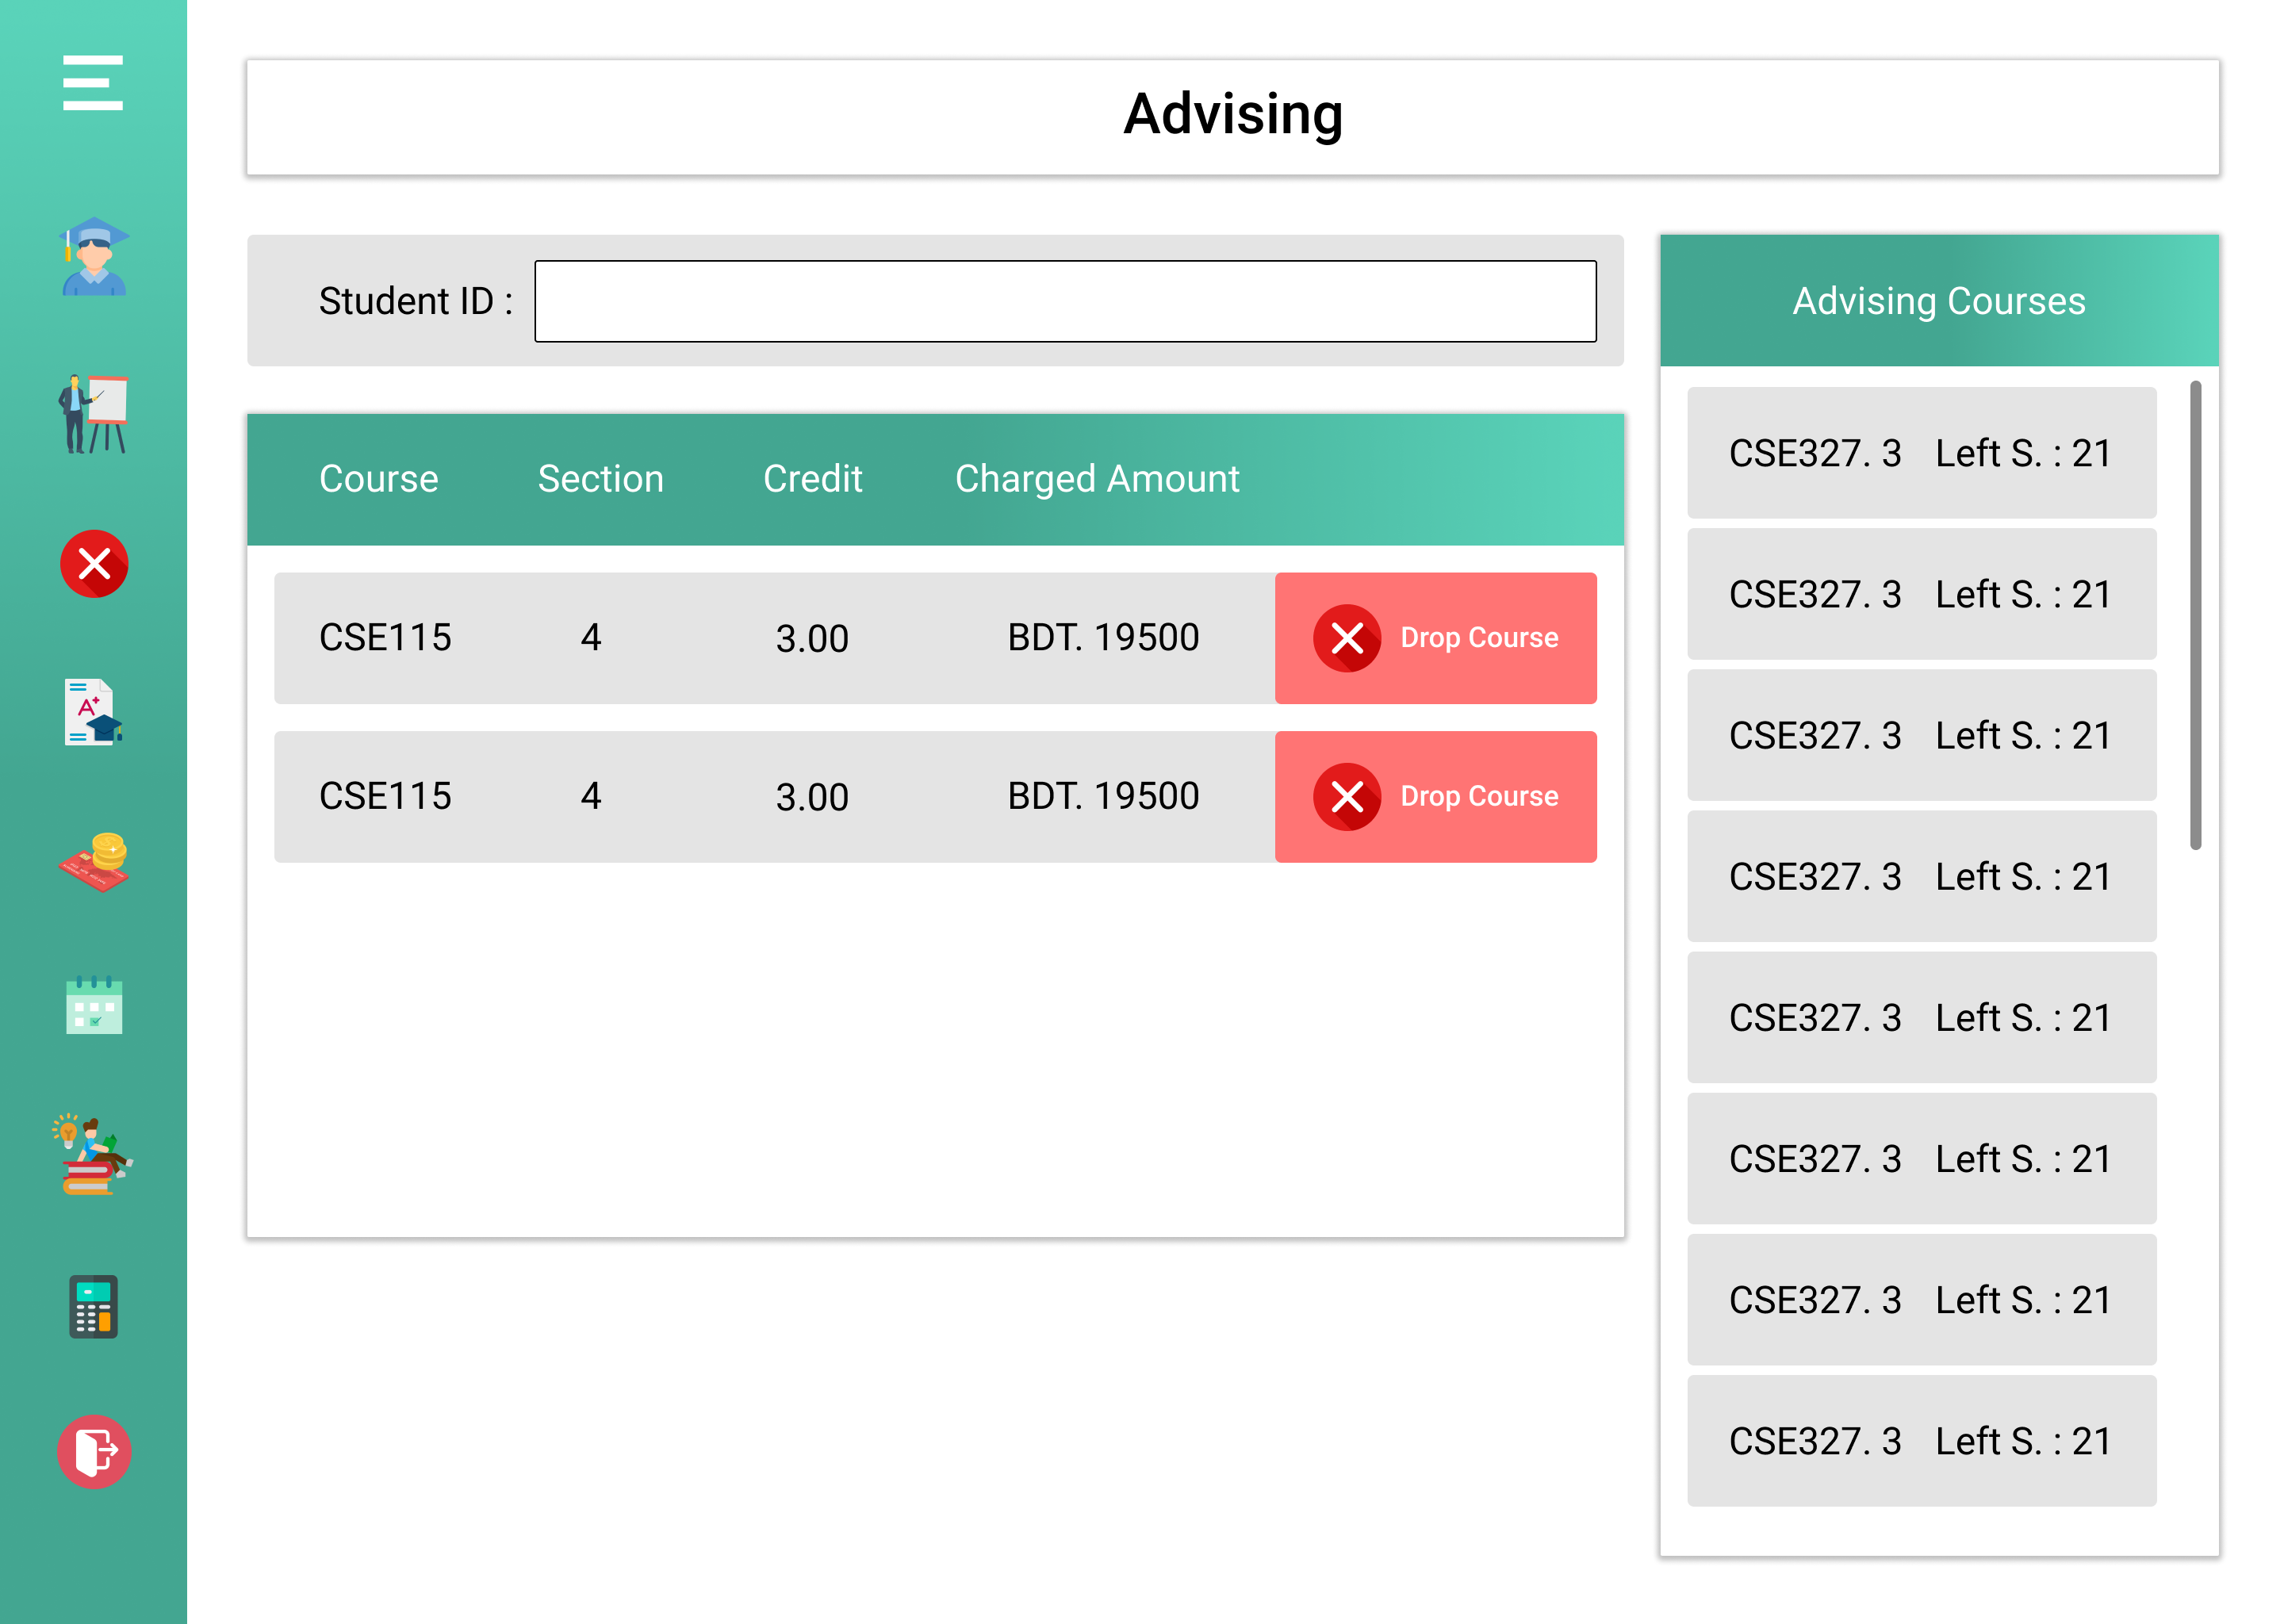 Advising
Student ID :
Course Section Credit Charged Amount
CSE115 4 3.00 BDT. 19500 Drop Course
CSE115 4 3.00 BDT. 19500 Drop Course
Advising Courses
CSE327. 3 Left S. : 21
CSE327. 3 Left S. : 21
CSE327. 3 Left S. : 21
CSE327. 3 Left S. : 21
CSE327. 3 Left S. : 21
CSE327. 3 Left S. : 21
CSE327. 3 Left S. : 21
CSE327. 3 Left S. : 21
A+